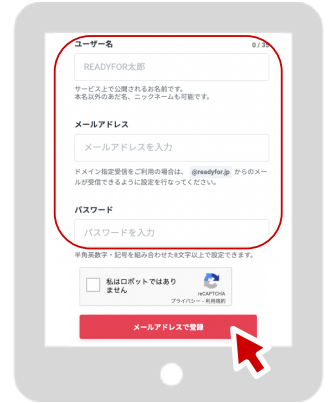 ユーザー名 0 / 35
READYFOR太郎
サービス上で公開されるお名前です。
本名以外のあだ名、ニックネームも可能です。
メールアドレス
メールアドレスを入力
ドメイン指定受信をご利用の場合は、 @readyfor.jp からのメー
ルが受信できるように設定を行なってください。
パスワード
パスワードを入力
半角英数字・記号を組み合わせた8文字以上で設定できます。
私はロボットではあり
ません
reCAPTCHA
プライバシー - 利用規約
メールアドレスで登録